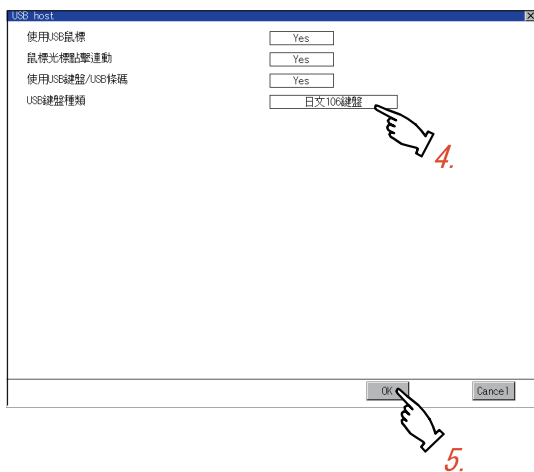 USB host
使用USB鼠標 Yes
鼠標光標點擊連動 Yes
使用USB鍵盤/USB條碼 Yes
USB鍵盤種類 日文106鍵盤
4.
OK Cancel
5.